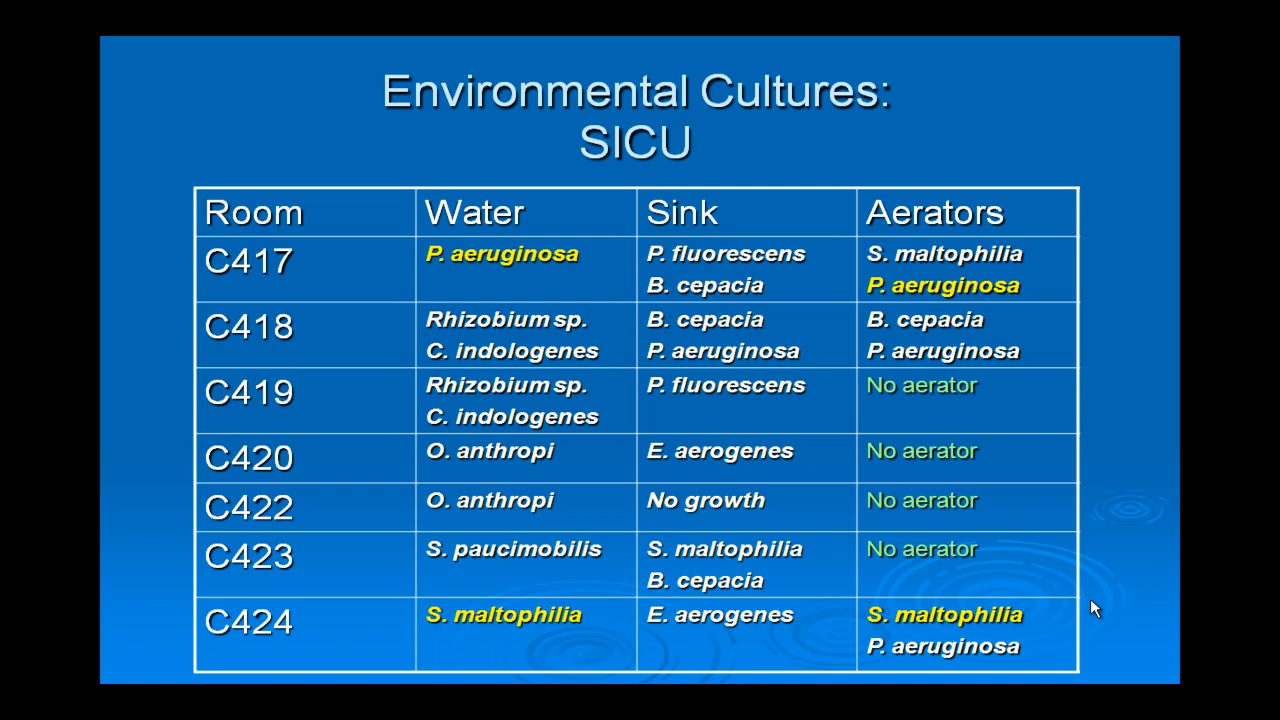 Environmental Cultures:
SICU
Room Water Sink Aerators
C417 P. aeruginosa P. fluorescens S. maltophilia
B. cepacia P. aeruginosa
C418 Rhizobium sp. B. cepacia B. cepacia
C. indologenes P. aeruginosa P. aeruginosa
C419 Rhizobium sp. P. fluorescens No aerator
C. indologenes
C420 O. anthropi E. aerogenes No aerator
C422 O. anthropi No growth No aerator
C423 S. paucimobilis S. maltophilia No aerator
B. cepacia
C424 S. maltophilia E. aerogenes S. maltophilia
P. aeruginosa